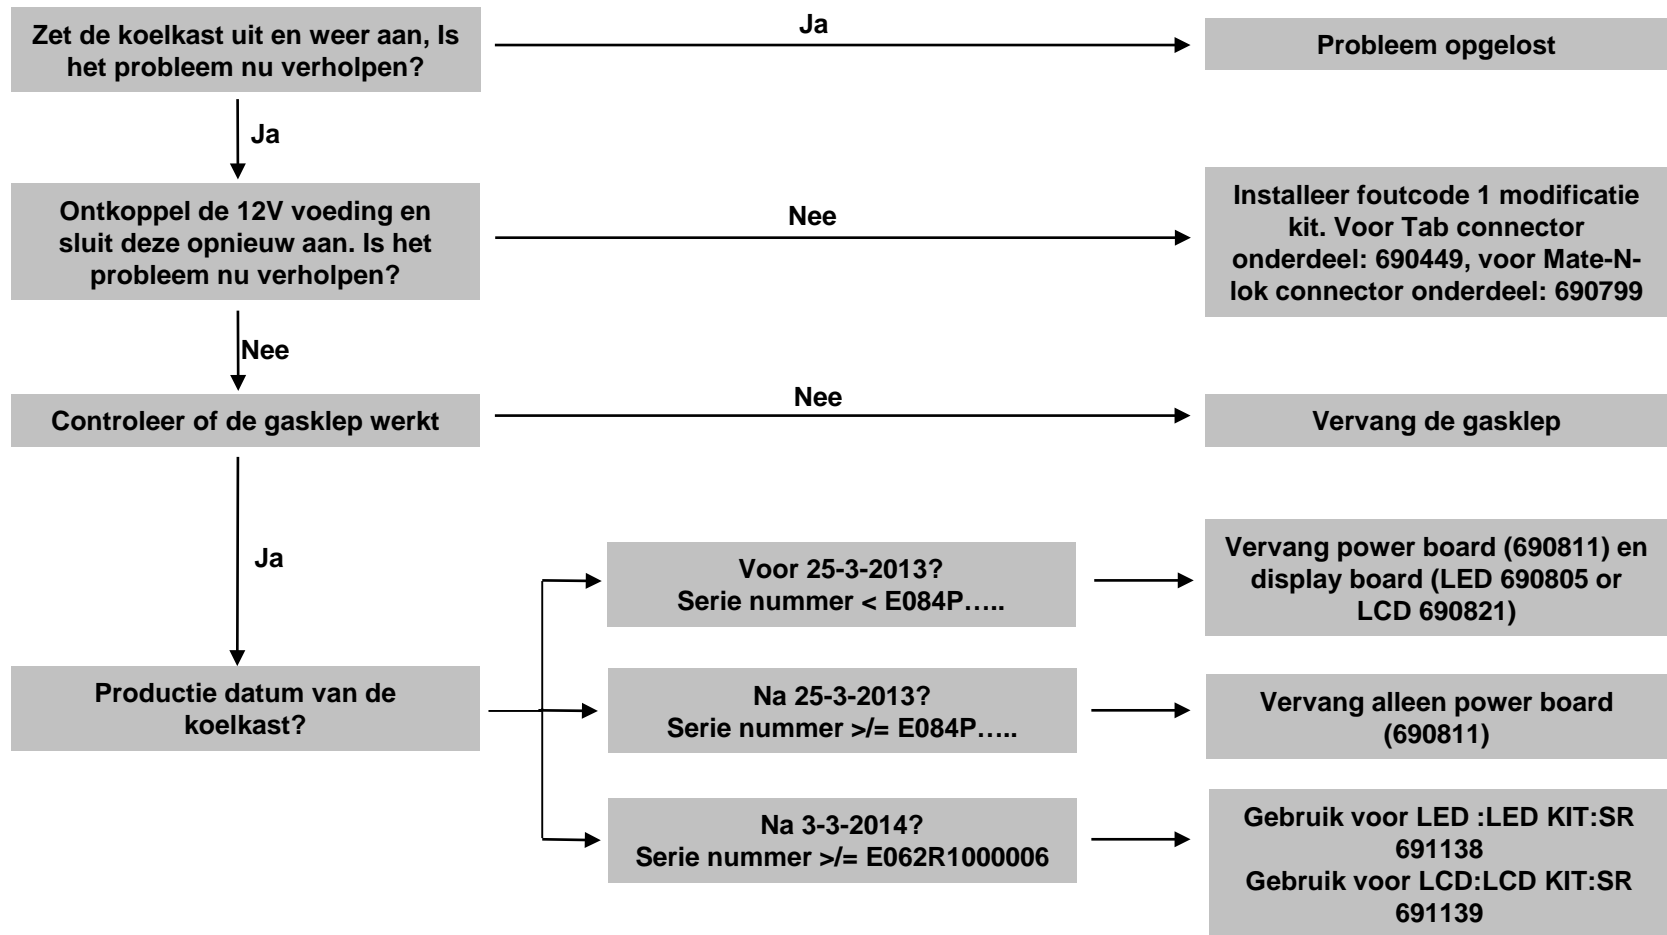 Zet de koelkast uit en weer aan, Is
het probleem nu verholpen?
Ja
Probleem opgelost
Ja
Ontkoppel de 12V voeding en
sluit deze opnieuw aan. Is het
probleem nu verholpen?
Nee
Installeer foutcode 1 modificatie
kit. Voor Tab connector
onderdeel: 690449, voor Mate-N-
lok connector onderdeel: 690799
Nee
Controleer of de gasklep werkt
Nee
Vervang de gasklep
Ja
Productie datum van de
koelkast?
Voor 25-3-2013?
Serie nummer < E084P…..
Vervang power board (690811) en
display board (LED 690805 or
LCD 690821)
Na 25-3-2013?
Serie nummer >/= E084P…..
Vervang alleen power board
(690811)
Na 3-3-2014?
Serie nummer >/= E062R1000006
Gebruik voor LED :LED KIT:SR
691138
Gebruik voor LCD:LCD KIT:SR
691139